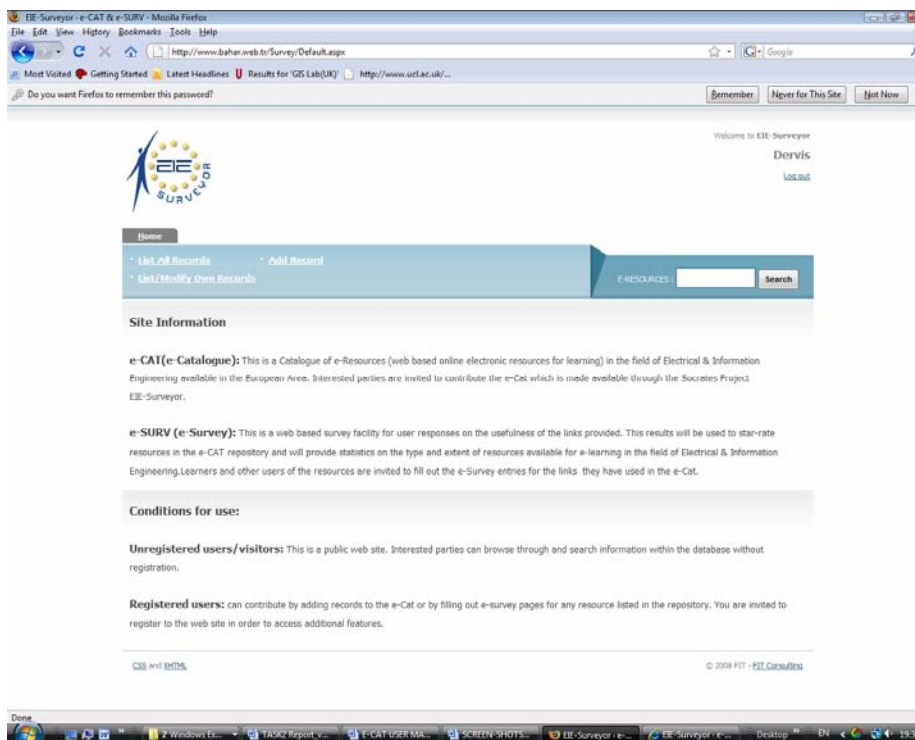 EIE-Surveyor - e-CAT & e-SURV - Mozilla Firefox
File Edit View History Bookmarks Tools Help
http://www.bahar.web.tr/Survey/Default.aspx
Google
Most Visited Getting Started Latest Headlines Results for 'GIS Lab(UK)' http://www.ucl.ac.uk/...
Do you want Firefox to remember this password?
Remember Never for This Site Not Now
Welcome to EIE-Surveyor
Dervis
Log out
EIE
SURVEYOR
Home
List All Records Add Record
List/Modify Own Records
E-RESOURCES : Search
Site Information
e-CAT(e-Catalogue): This is a Catalogue of e-Resources (web based online electronic resources for learning) in the field of Electrical & Information
Engineering available in the European Area. Interested parties are invited to contribute the e-Cat which is made available through the Socrates Project
EIE-Surveyor.
e-SURV (e-Survey): This is a web based survey facility for user responses on the usefulness of the links provided. This results will be used to star-rate
resources in the e-CAT repository and will provide statistics on the type and extent of resources available for e-learning in the field of Electrical & Information
Engineering.Learners and other users of the resources are invited to fill out the e-Survey entries for the links they have used in the e-Cat.
Conditions for use:
Unregistered users/visitors: This is a public web site. Interested parties can browse through and search information within the database without
registration.
Registered users: can contribute by adding records to the e-Cat or by filling out e-survey pages for any resource listed in the repository. You are invited to
register to the web site in order to access additional features.
CSS and XHTML
© 2008 FIT - FIT Consulting
Done
2 Windows Ex... TASK2 Report_v... E-CAT USER MA... SCREEN-SHOTS... EIE-Surveyor - e-... EIE-Surveyor - e-... Desktop EN